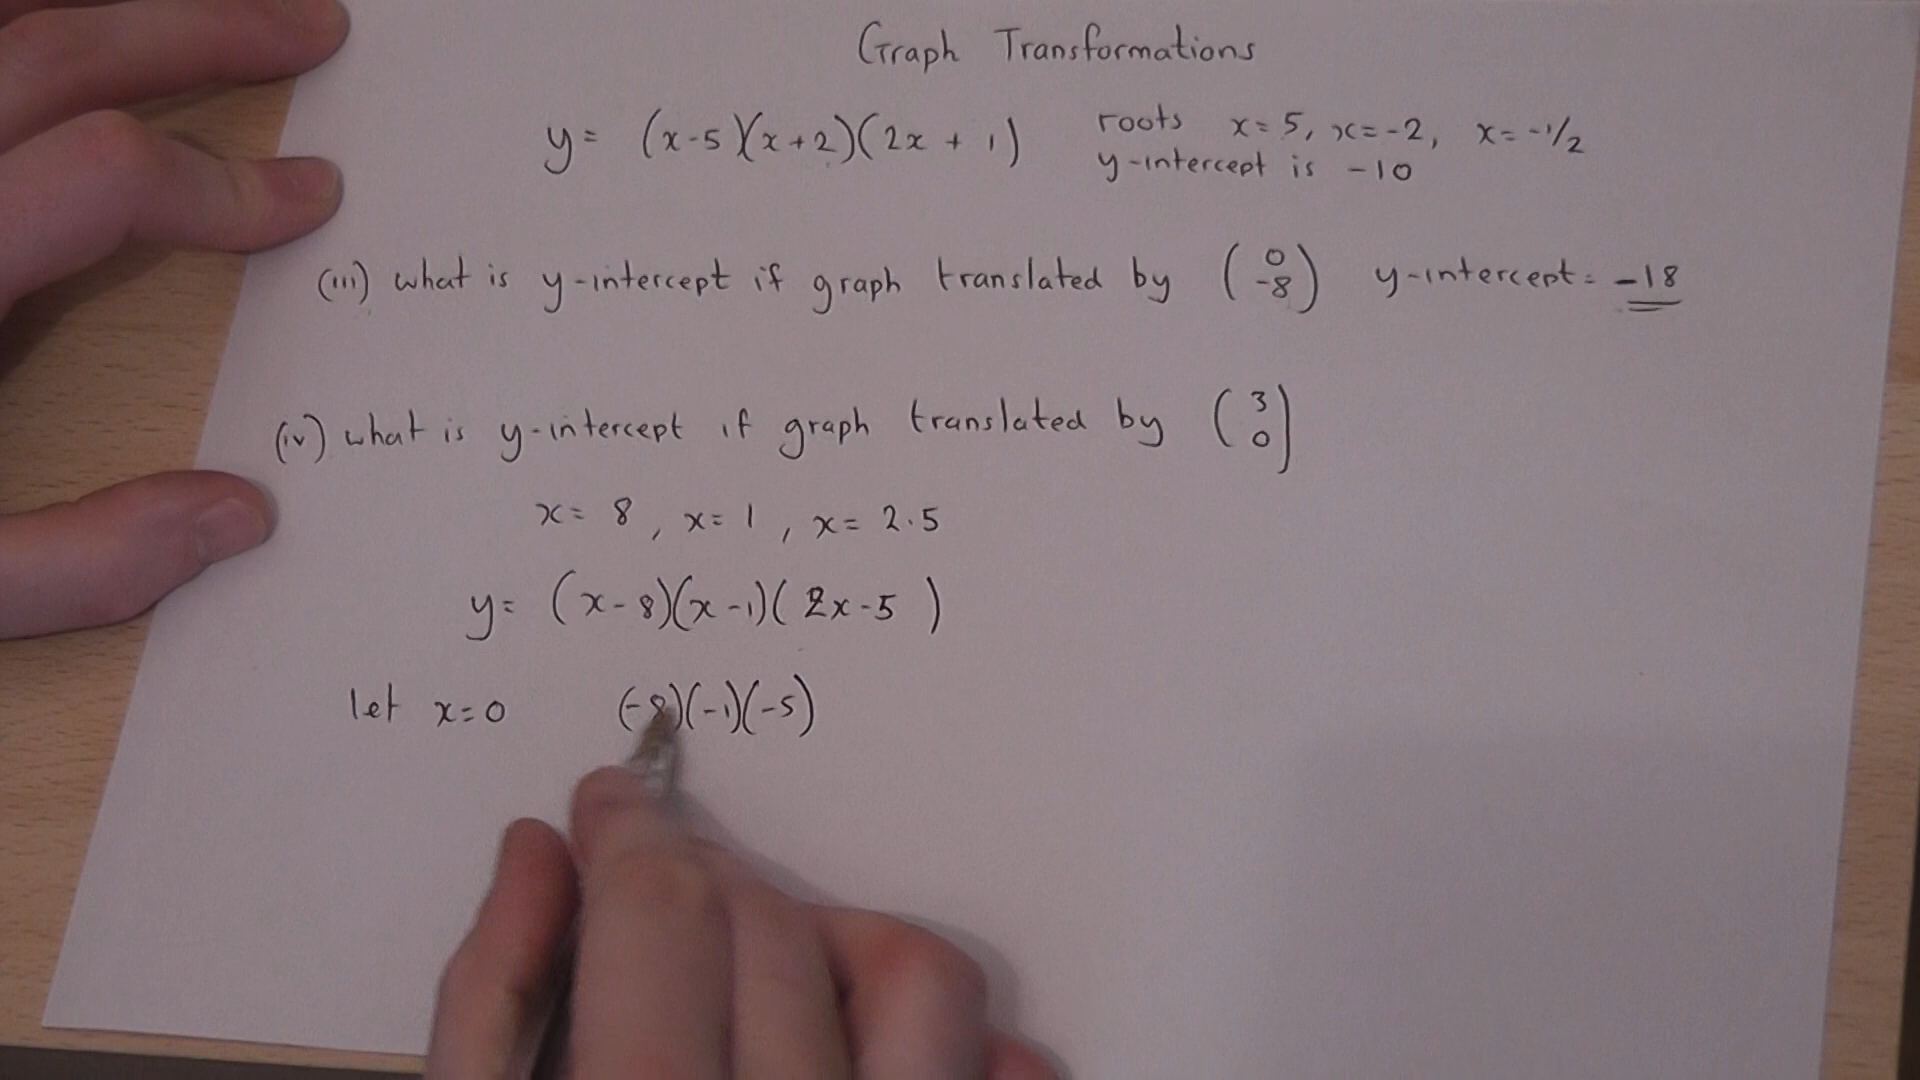 Graph Transformations
y= (x-5)(x+2)(2x + 1) roots x=5, x=-2, x=-1/2
y-intercept is -10
(iii) what is y-intercept if graph translated by (0 -8) y-intercept= -18
(iv) what is y-intercept if graph translated by (3 0)
x= 8, x= 1, x= 2.5
y= (x-8)(x-1)(2x-5 )
let x=0 (-8)(-1)(-5)